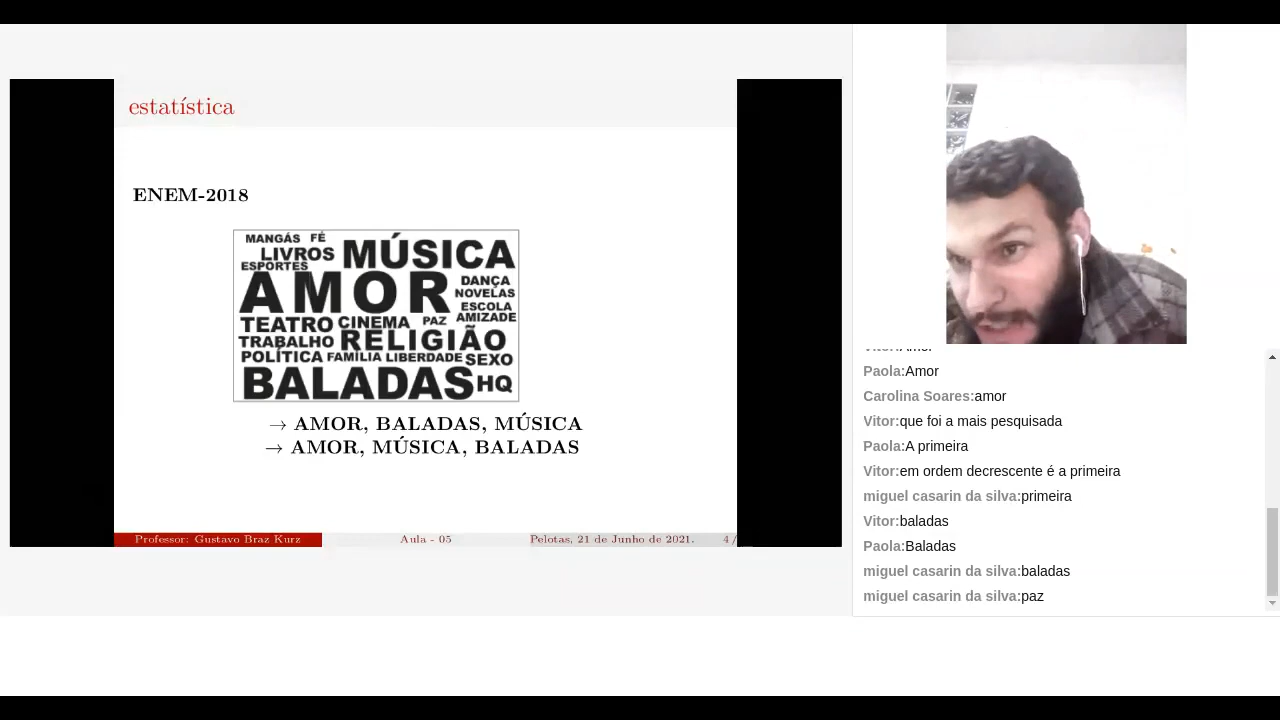 estatística
ENEM-2018
MANGÁS FÉ
LIVROS MÚSICA
ESPORTES
AMOR DANÇA
NOVELAS
ESCOLA
TEATRO CINEMA PAZ AMIZADE
TRABALHO RELIGIÃO
POLÍTICA FAMÍLIA LIBERDADE SEXO
BALADAS HQ
→ AMOR, BALADAS, MÚSICA
→ AMOR, MÚSICA, BALADAS
Professor: Gustavo Braz Kurz Aula - 05 Pelotas, 21 de Junho de 2021. 4/
Vitor:Amor
Paola:Amor
Carolina Soares:amor
Vitor:que foi a mais pesquisada
Paola:A primeira
Vitor:em ordem decrescente é a primeira
miguel casarin da silva:primeira
Vitor:baladas
Paola:Baladas
miguel casarin da silva:baladas
miguel casarin da silva:paz